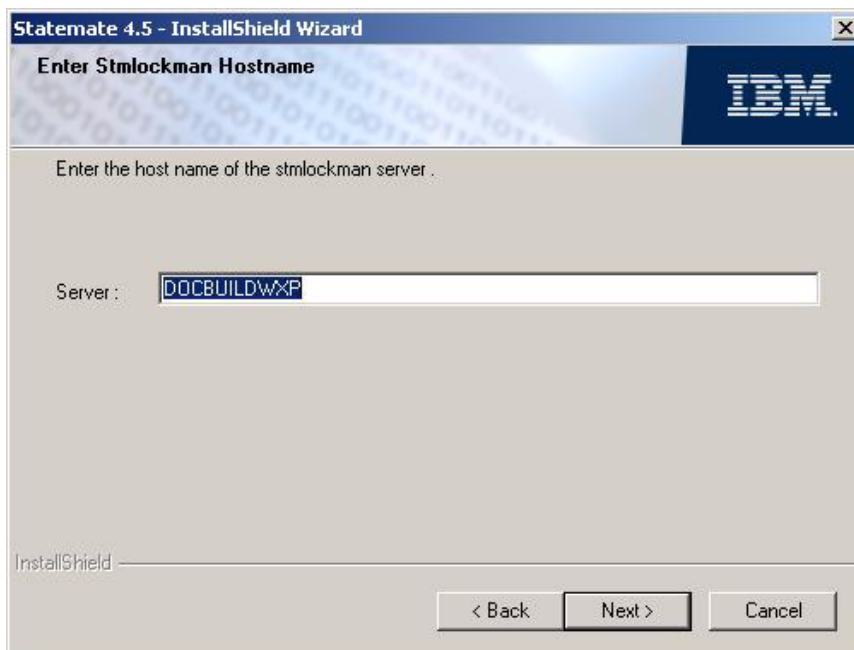 Statemate 4.5 - InstallShield Wizard
Enter Stmlockman Hostname
IBM.
Enter the host name of the stmlockman server .
Server :
DOCBUILDWXP
InstallShield
< Back
Next >
Cancel